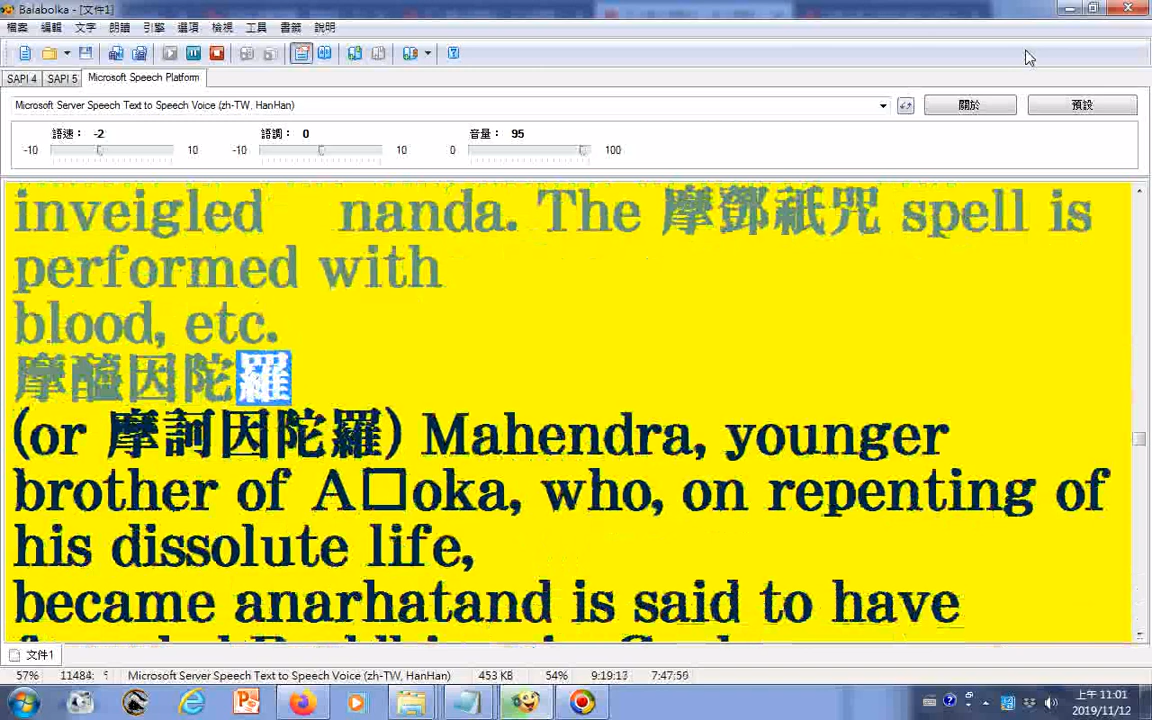 Balabolka - [文件1]
檔案 編輯 文字 朗讀 引擎 選項 檢視 工具 書籤 說明
SAPI 4 SAPI 5 Microsoft Speech Platform
Microsoft Server Speech Text to Speech Voice (zh-TW, HanHan) 關於 預設
語速： -2 語調： 0 音量： 95
-10 10 -10 10 0 100
inveigled nanda. The 摩鄧祇咒 spell is
performed with
blood, etc.
摩醯因陀羅
(or 摩訶因陀羅) Mahendra, younger
brother of A□oka, who, on repenting of
his dissolute life,
became anarhatand is said to have
文件1
57% 11484: Microsoft Server Speech Text to Speech Voice (zh-TW, HanHan) 453 KB 54% 9:19:13 7:47:56
上午 11:01
2019/11/12